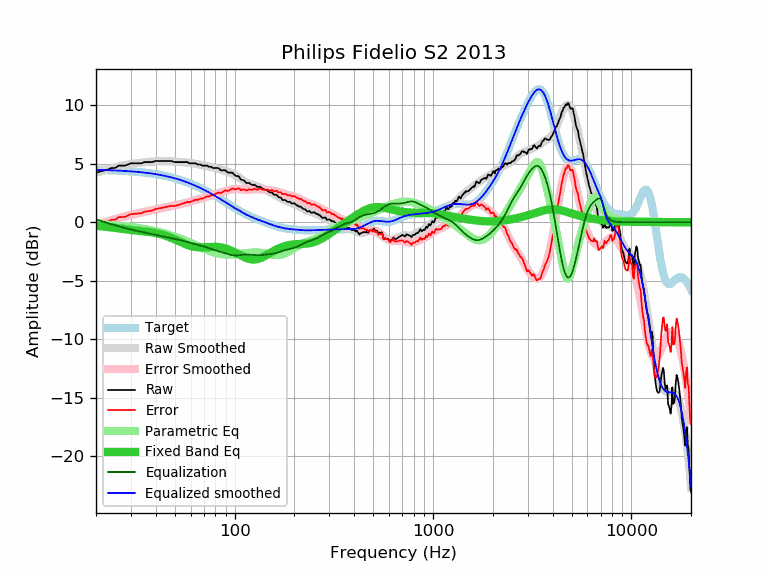 Philips Fidelio S2 2013
Amplitude (dBr)
10
5
0
−5
−10
−15
−20
Target
Raw Smoothed
Error Smoothed
Raw
Error
Parametric Eq
Fixed Band Eq
Equalization
Equalized smoothed
100
1000
10000
Frequency (Hz)